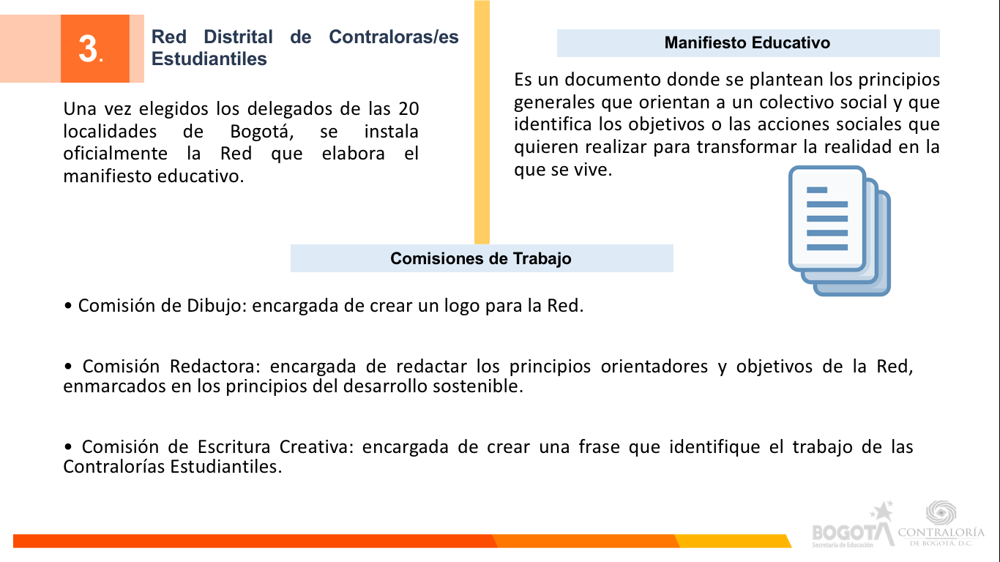 3.
Red Distrital de Contraloras/es
Estudiantiles
Una vez elegidos los delegados de las 20
localidades de Bogotá, se instala
oficialmente la Red que elabora el
manifiesto educativo.
Manifiesto Educativo
Es un documento donde se plantean los principios
generales que orientan a un colectivo social y que
identifica los objetivos o las acciones sociales que
quieren realizar para transformar la realidad en la
que se vive.
Comisiones de Trabajo
• Comisión de Dibujo: encargada de crear un logo para la Red.
• Comisión Redactora: encargada de redactar los principios orientadores y objetivos de la Red,
enmarcados en los principios del desarrollo sostenible.
• Comisión de Escritura Creativa: encargada de crear una frase que identifique el trabajo de las
Contralorías Estudiantiles.
BOGOTÁ
Secretaría de Educación
CONTRALORÍA
DE BOGOTÁ, D.C.